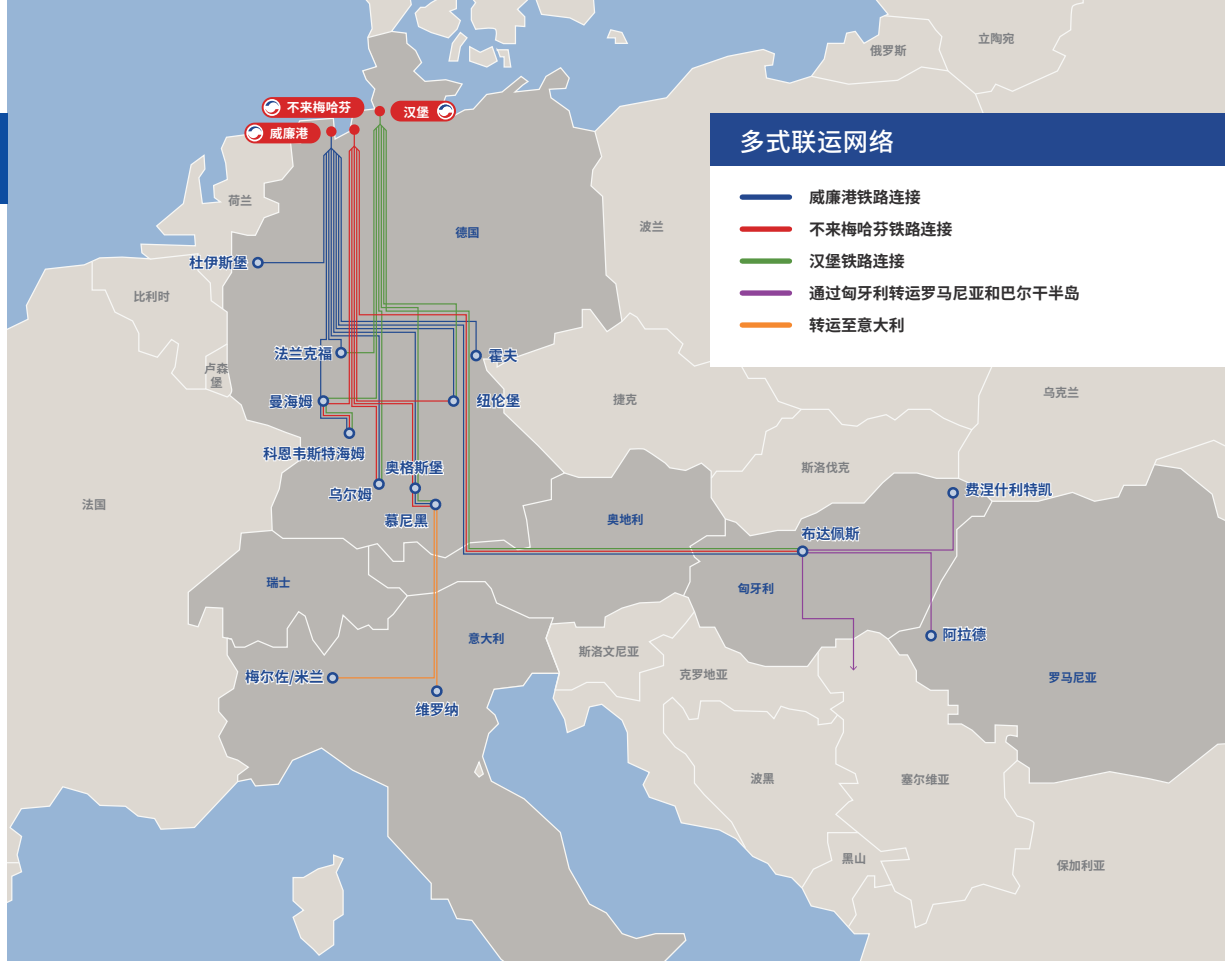 立陶宛
俄罗斯
不来梅哈芬
汉堡
威廉港
多式联运网络
威廉港铁路连接
不来梅哈芬铁路连接
汉堡铁路连接
通过匈牙利转运罗马尼亚和巴尔干半岛
转运至意大利
荷兰
德国
波兰
杜伊斯堡
比利时
法兰克福
霍夫
卢森
堡
捷克
乌克兰
曼海姆
纽伦堡
科恩韦斯特海姆
奥格斯堡
斯洛伐克
乌尔姆
费涅什利特凯
法国
慕尼黑
奥地利
布达佩斯
瑞士
匈牙利
阿拉德
意大利
斯洛文尼亚
克罗地亚
梅尔佐/米兰
罗马尼亚
维罗纳
波黑
塞尔维亚
黑山
保加利亚